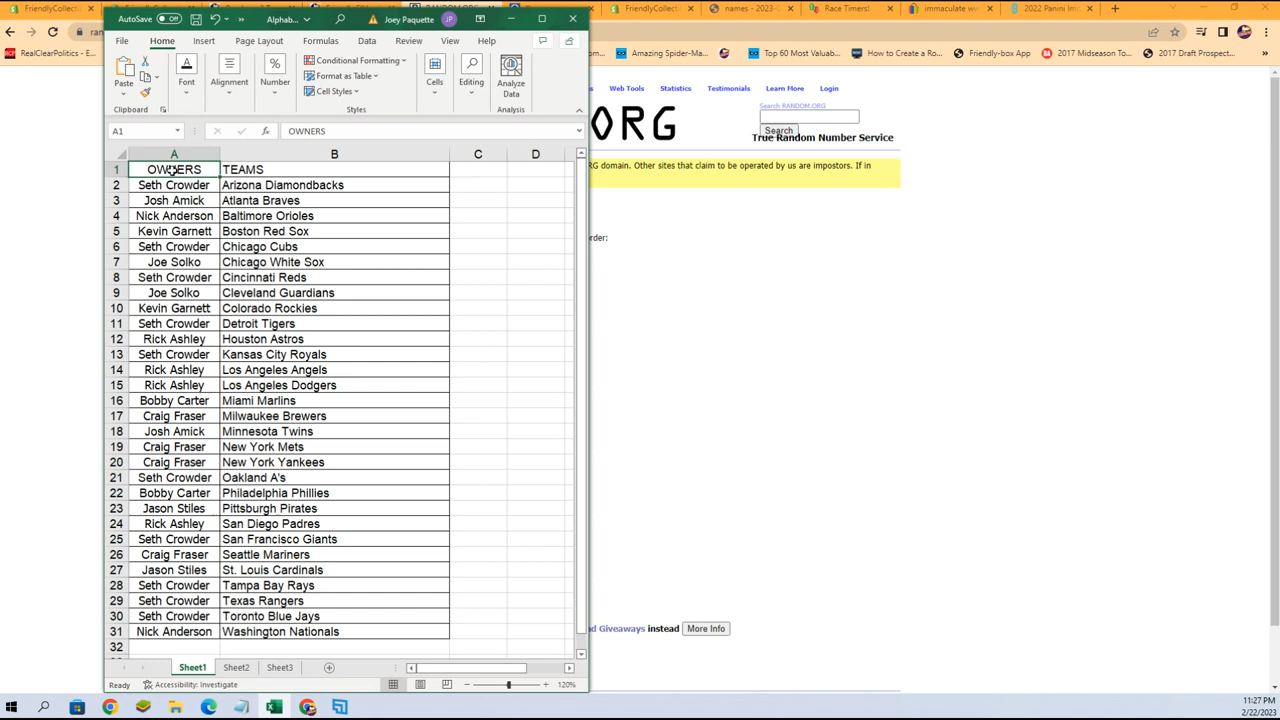 FriendlyCollect
names - 2023-0
Race Timers!
immaculate wee
2022 Panini Imm
RealClearPolitics - E
Amazing Spider-Ma
Top 60 Most Valuab...
How to Create a Ro
Friendly-box App
2017 Midseason To...
2017 Draft Prospect...
AutoSave Off
Alphab...
Joey Paquette
JP
File Home Insert Page Layout Formulas Data Review View Help
Paste
Font
Alignment
Number
Conditional Formatting
Format as Table
Cell Styles
Cells
Editing
Analyze
Data
Clipboard
Styles
Analysis
A1
fx
OWNERS
A B C D
1 OWNERS TEAMS
2 Seth Crowder Arizona Diamondbacks
3 Josh Amick Atlanta Braves
4 Nick Anderson Baltimore Orioles
5 Kevin Garnett Boston Red Sox
6 Seth Crowder Chicago Cubs
7 Joe Solko Chicago White Sox
8 Seth Crowder Cincinnati Reds
9 Joe Solko Cleveland Guardians
10 Kevin Garnett Colorado Rockies
11 Seth Crowder Detroit Tigers
12 Rick Ashley Houston Astros
13 Seth Crowder Kansas City Royals
14 Rick Ashley Los Angeles Angels
15 Rick Ashley Los Angeles Dodgers
16 Bobby Carter Miami Marlins
17 Craig Fraser Milwaukee Brewers
18 Josh Amick Minnesota Twins
19 Craig Fraser New York Mets
20 Craig Fraser New York Yankees
21 Seth Crowder Oakland A's
22 Bobby Carter Philadelphia Phillies
23 Jason Stiles Pittsburgh Pirates
24 Rick Ashley San Diego Padres
25 Seth Crowder San Francisco Giants
26 Craig Fraser Seattle Mariners
27 Jason Stiles St. Louis Cardinals
28 Seth Crowder Tampa Bay Rays
29 Seth Crowder Texas Rangers
30 Seth Crowder Toronto Blue Jays
31 Nick Anderson Washington Nationals
32
Sheet1 Sheet2 Sheet3
Ready
Accessibility: Investigate
120%
Web Tools Statistics Testimonials Learn More Login
Search RANDOM.ORG
Search
ORG
True Random Number Service
RG domain. Other sites that claim to be operated by us are impostors. If in
rder:
nd Giveaways instead
More Info
11:27 PM
2/22/2023